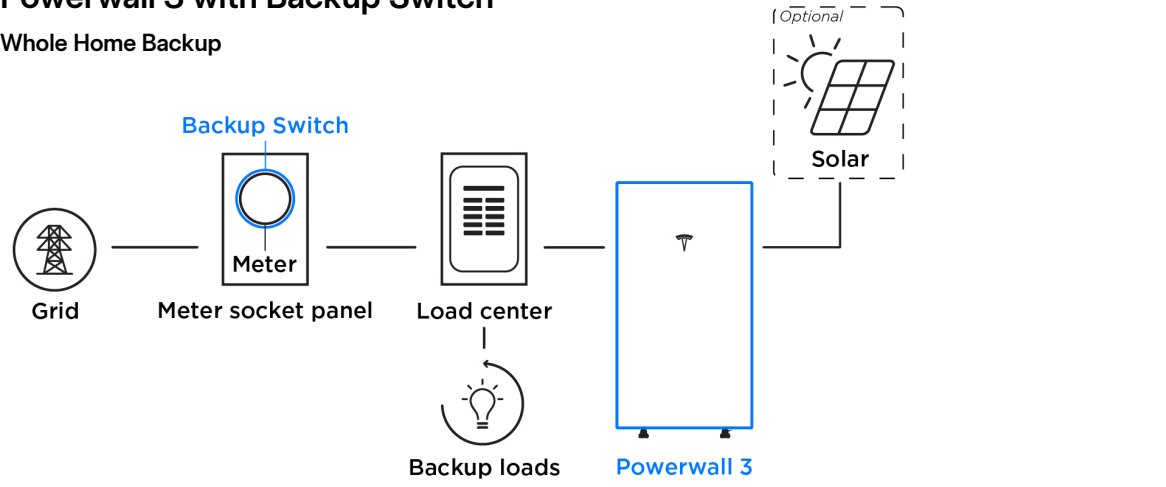 Powerwall 3 with Backup Switch
Whole Home Backup
Optional
Solar
Backup Switch
Meter
Grid
Meter socket panel
Load center
Backup loads
Powerwall 3